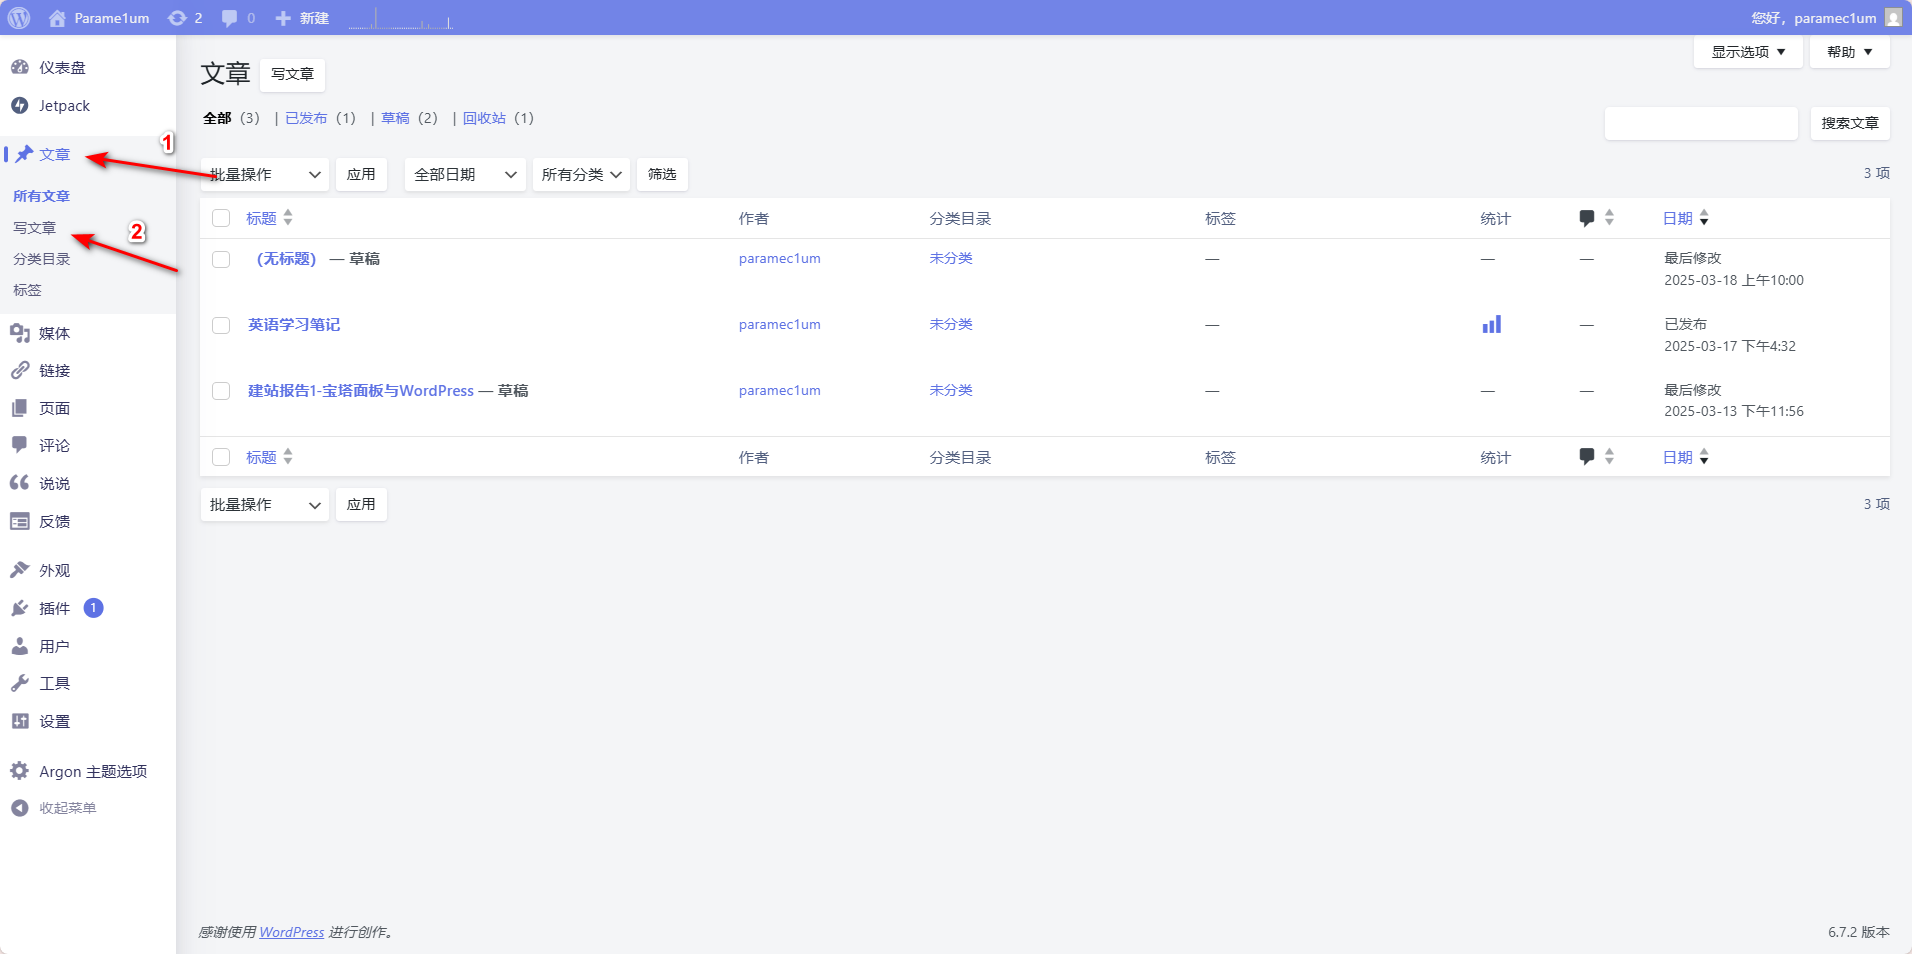 Parame1um 2 0 新建
您好，paramec1um
仪表盘
Jetpack
文章
所有文章
写文章
分类目录
标签
媒体
链接
页面
评论
说说
反馈
外观
插件 1
用户
工具
设置
Argon 主题选项
收起菜单
1
2
显示选项 帮助
文章 写文章
全部（3） | 已发布（1） | 草稿（2） | 回收站（1）
搜索文章
批量操作 应用 全部日期 所有分类 筛选
3 项
标题 作者 分类目录 标签 统计 日期
（无标题） — 草稿 paramec1um 未分类 — — — 最后修改
2025-03-18 上午10:00
英语学习笔记 paramec1um 未分类 — — 已发布
2025-03-17 下午4:32
建站报告1-宝塔面板与WordPress — 草稿 paramec1um 未分类 — — — 最后修改
2025-03-13 下午11:56
标题 作者 分类目录 标签 统计 日期
批量操作 应用
3 项
感谢使用 WordPress 进行创作。
6.7.2 版本